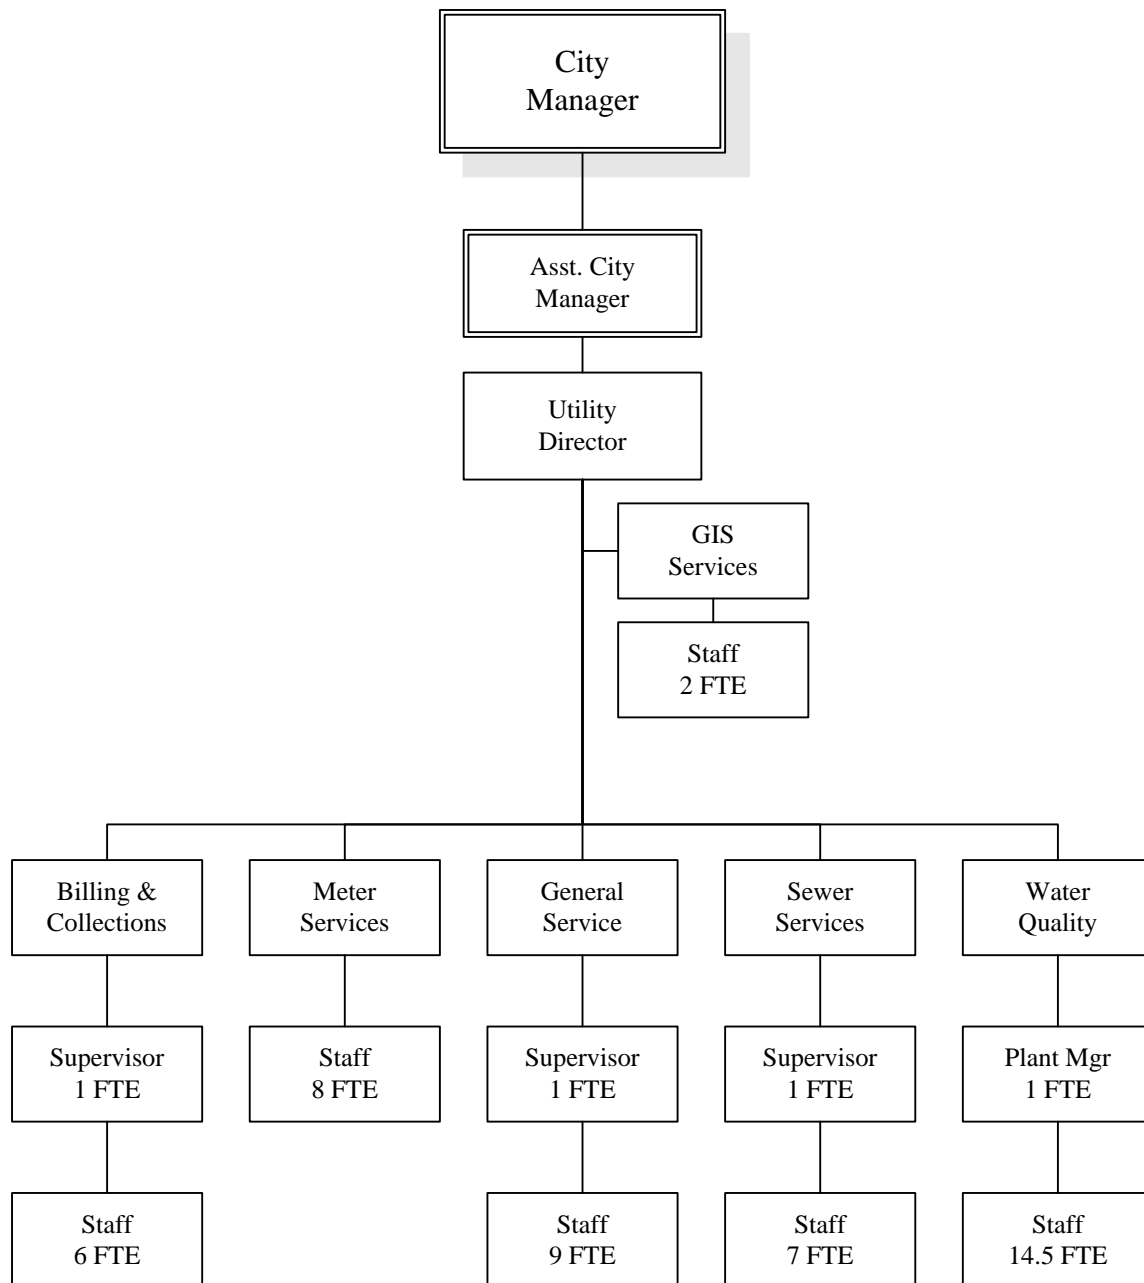 City
Manager
Asst. City
Manager
Utility
Director
GIS
Services
Staff
2 FTE
Billing &
Collections
Meter
Services
General
Service
Sewer
Services
Water
Quality
Supervisor
1 FTE
Staff
8 FTE
Supervisor
1 FTE
Supervisor
1 FTE
Plant Mgr
1 FTE
Staff
6 FTE
Staff
9 FTE
Staff
7 FTE
Staff
14.5 FTE